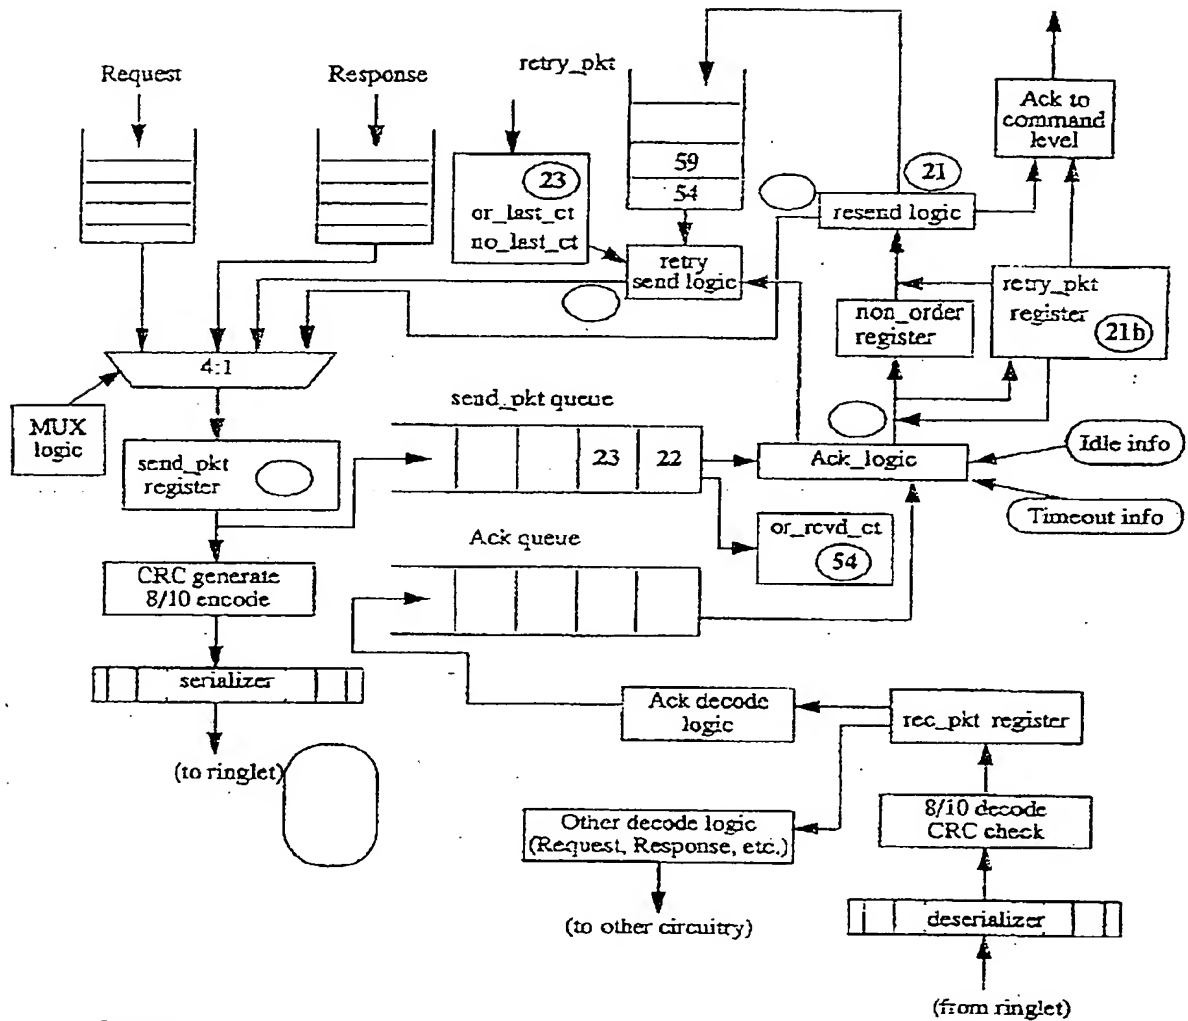 Request
Response
retry_pkt
23
or_last_ct
no_last_ct
59
54
retry
send logic
21
resend logic
Ack to
command
level
non_order
register
retry_pkt
register
21b
4:1
MUX
logic
send_pkt
register
send_pkt queue
23
22
Ack_logic
Idle info
Timeout info
or_rcvd_ct
54
Ack queue
CRC generate
8/10 encode
serializer
(to ringlet)
Ack decode
logic
rec_pkt register
Other decode logic
(Request, Response, etc.)
(to other circuitry)
8/10 decode
CRC check
deserializer
(from ringlet)